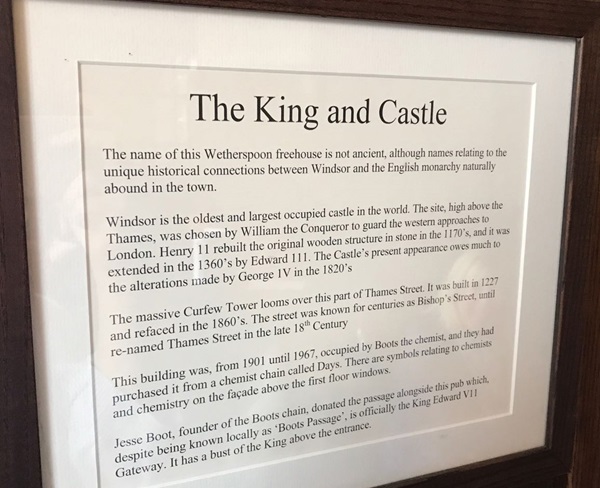 The King and Castle
The name of this Wetherspoon freehouse is not ancient, although names relating to the
unique historical connections between Windsor and the English monarchy naturally
abound in the town.
Windsor is the oldest and largest occupied castle in the world. The site, high above the
Thames, was chosen by William the Conqueror to guard the western approaches to
London. Henry 11 rebuilt the original wooden structure in stone in the 1170's, and it was
extended in the 1360's by Edward 111. The Castle's present appearance owes much to
the alterations made by George 1V in the 1820's
The massive Curfew Tower looms over this part of Thames Street. It was built in 1227
and refaced in the 1860's. The street was known for centuries as Bishop's Street, until
re-named Thames Street in the late 18th Century
This building was, from 1901 until 1967, occupied by Boots the chemist, and they had
purchased it from a chemist chain called Days. There are symbols relating to chemists
and chemistry on the façade above the first floor windows.
Jesse Boot, founder of the Boots chain, donated the passage alongside this pub which,
despite being known locally as 'Boots Passage', is officially the King Edward V11
Gateway. It has a bust of the King above the entrance.